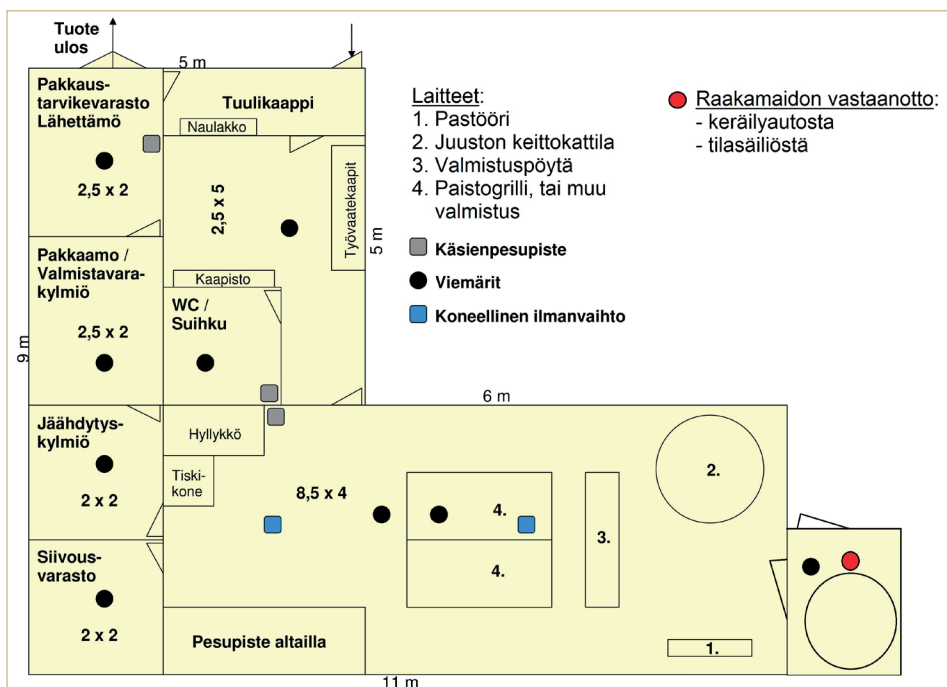 Tuote
ulos
5 m
Pakkaus-
tarvikevarasto
Lähettämö
2,5 x 2
Tuulikaappi
Naulakko
2,5 x 5
Työvaatekaapit
5 m
Kaapisto
Pakkaamo /
Valmistavara-
kylmiö
2,5 x 2
WC /
Suihku
9 m
Jäähdytys-
kylmiö
2 x 2
Hyllykkö
Tiski-
kone
8,5 x 4
6 m
4.
4.
3.
2.
1.
Siivous-
varasto
2 x 2
Pesupiste altailla
11 m
Laitteet:
1. Pastööri
2. Juuston keittokattila
3. Valmistuspöytä
4. Paistogrilli, tai muu
valmistus
Käsienpesupiste
Viemärit
Koneellinen ilmanvaihto
Raakamaidon vastaanotto:
- keräilyautosta
- tilasäiliöstä